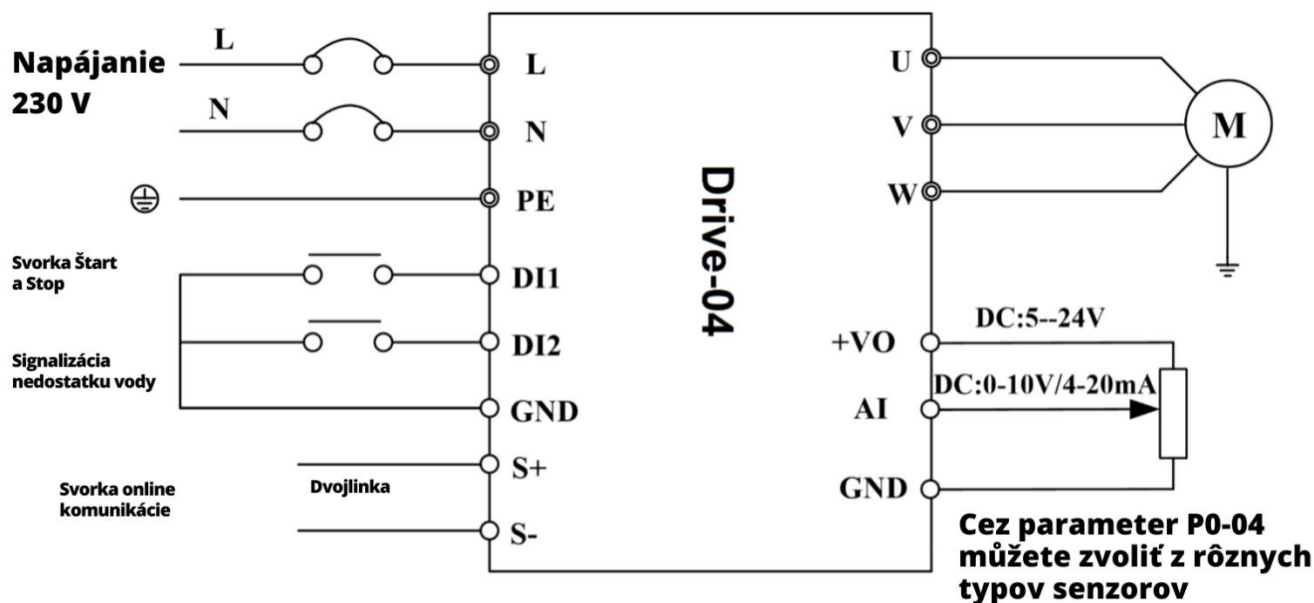 Napájanie
230 V
L
N
L
N
PE
Svorka Štart
a Stop
DI1
Signalizácia
nedostatku vody
DI2
GND
Svorka online
komunikácie
Dvojlinka
S+
S-
Drive-04
U
V
W
M
+VO
DC:5--24V
AI
DC:0-10V/4-20mA
GND
Cez parameter P0-04
můžete zvoliť z rôznych
typov senzorov